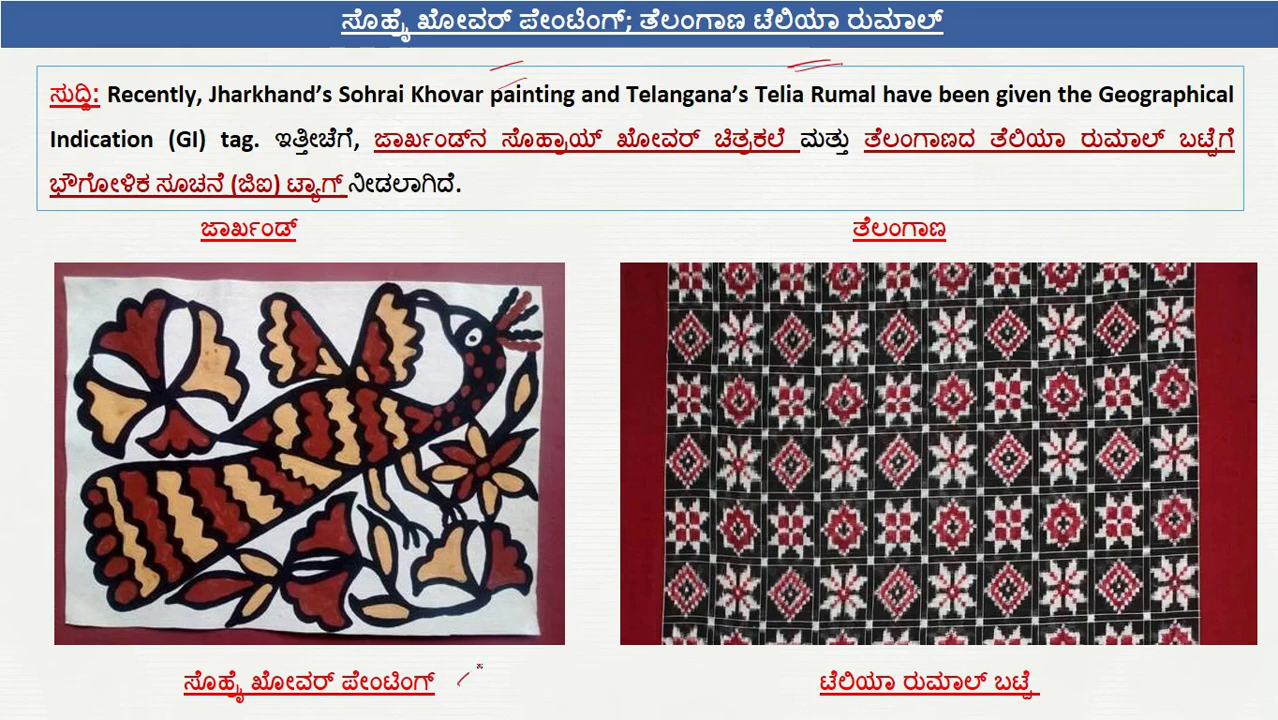 ಸೊಹ್ರೈ ಖೋವರ್ ಪೇಂಟಿಂಗ್; ತೆಲಂಗಾಣ ಟೆಲಿಯಾ ರುಮಾಲ್
ಸುದ್ದಿ: Recently, Jharkhand’s Sohrai Khovar painting and Telangana’s Telia Rumal have been given the Geographical
Indication (GI) tag. ಇತ್ತೀಚೆಗೆ, ಜಾರ್ಖಂಡ್‌ನ ಸೊಹ್ರಾಯ್ ಖೋವರ್ ಚಿತ್ರಕಲೆ ಮತ್ತು ತೆಲಂಗಾಣದ ತೆಲಿಯಾ ರುಮಾಲ್ ಬಟ್ಟೆಗೆ
ಭೌಗೋಳಿಕ ಸೂಚನೆ (ಜಿಐ) ಟ್ಯಾಗ್ ನೀಡಲಾಗಿದೆ.
ಜಾರ್ಖಂಡ್
ತೆಲಂಗಾಣ
ಸೊಹ್ರೈ ಖೋವರ್ ಪೇಂಟಿಂಗ್
ಟೆಲಿಯಾ ರುಮಾಲ್ ಬಟ್ಟೆ